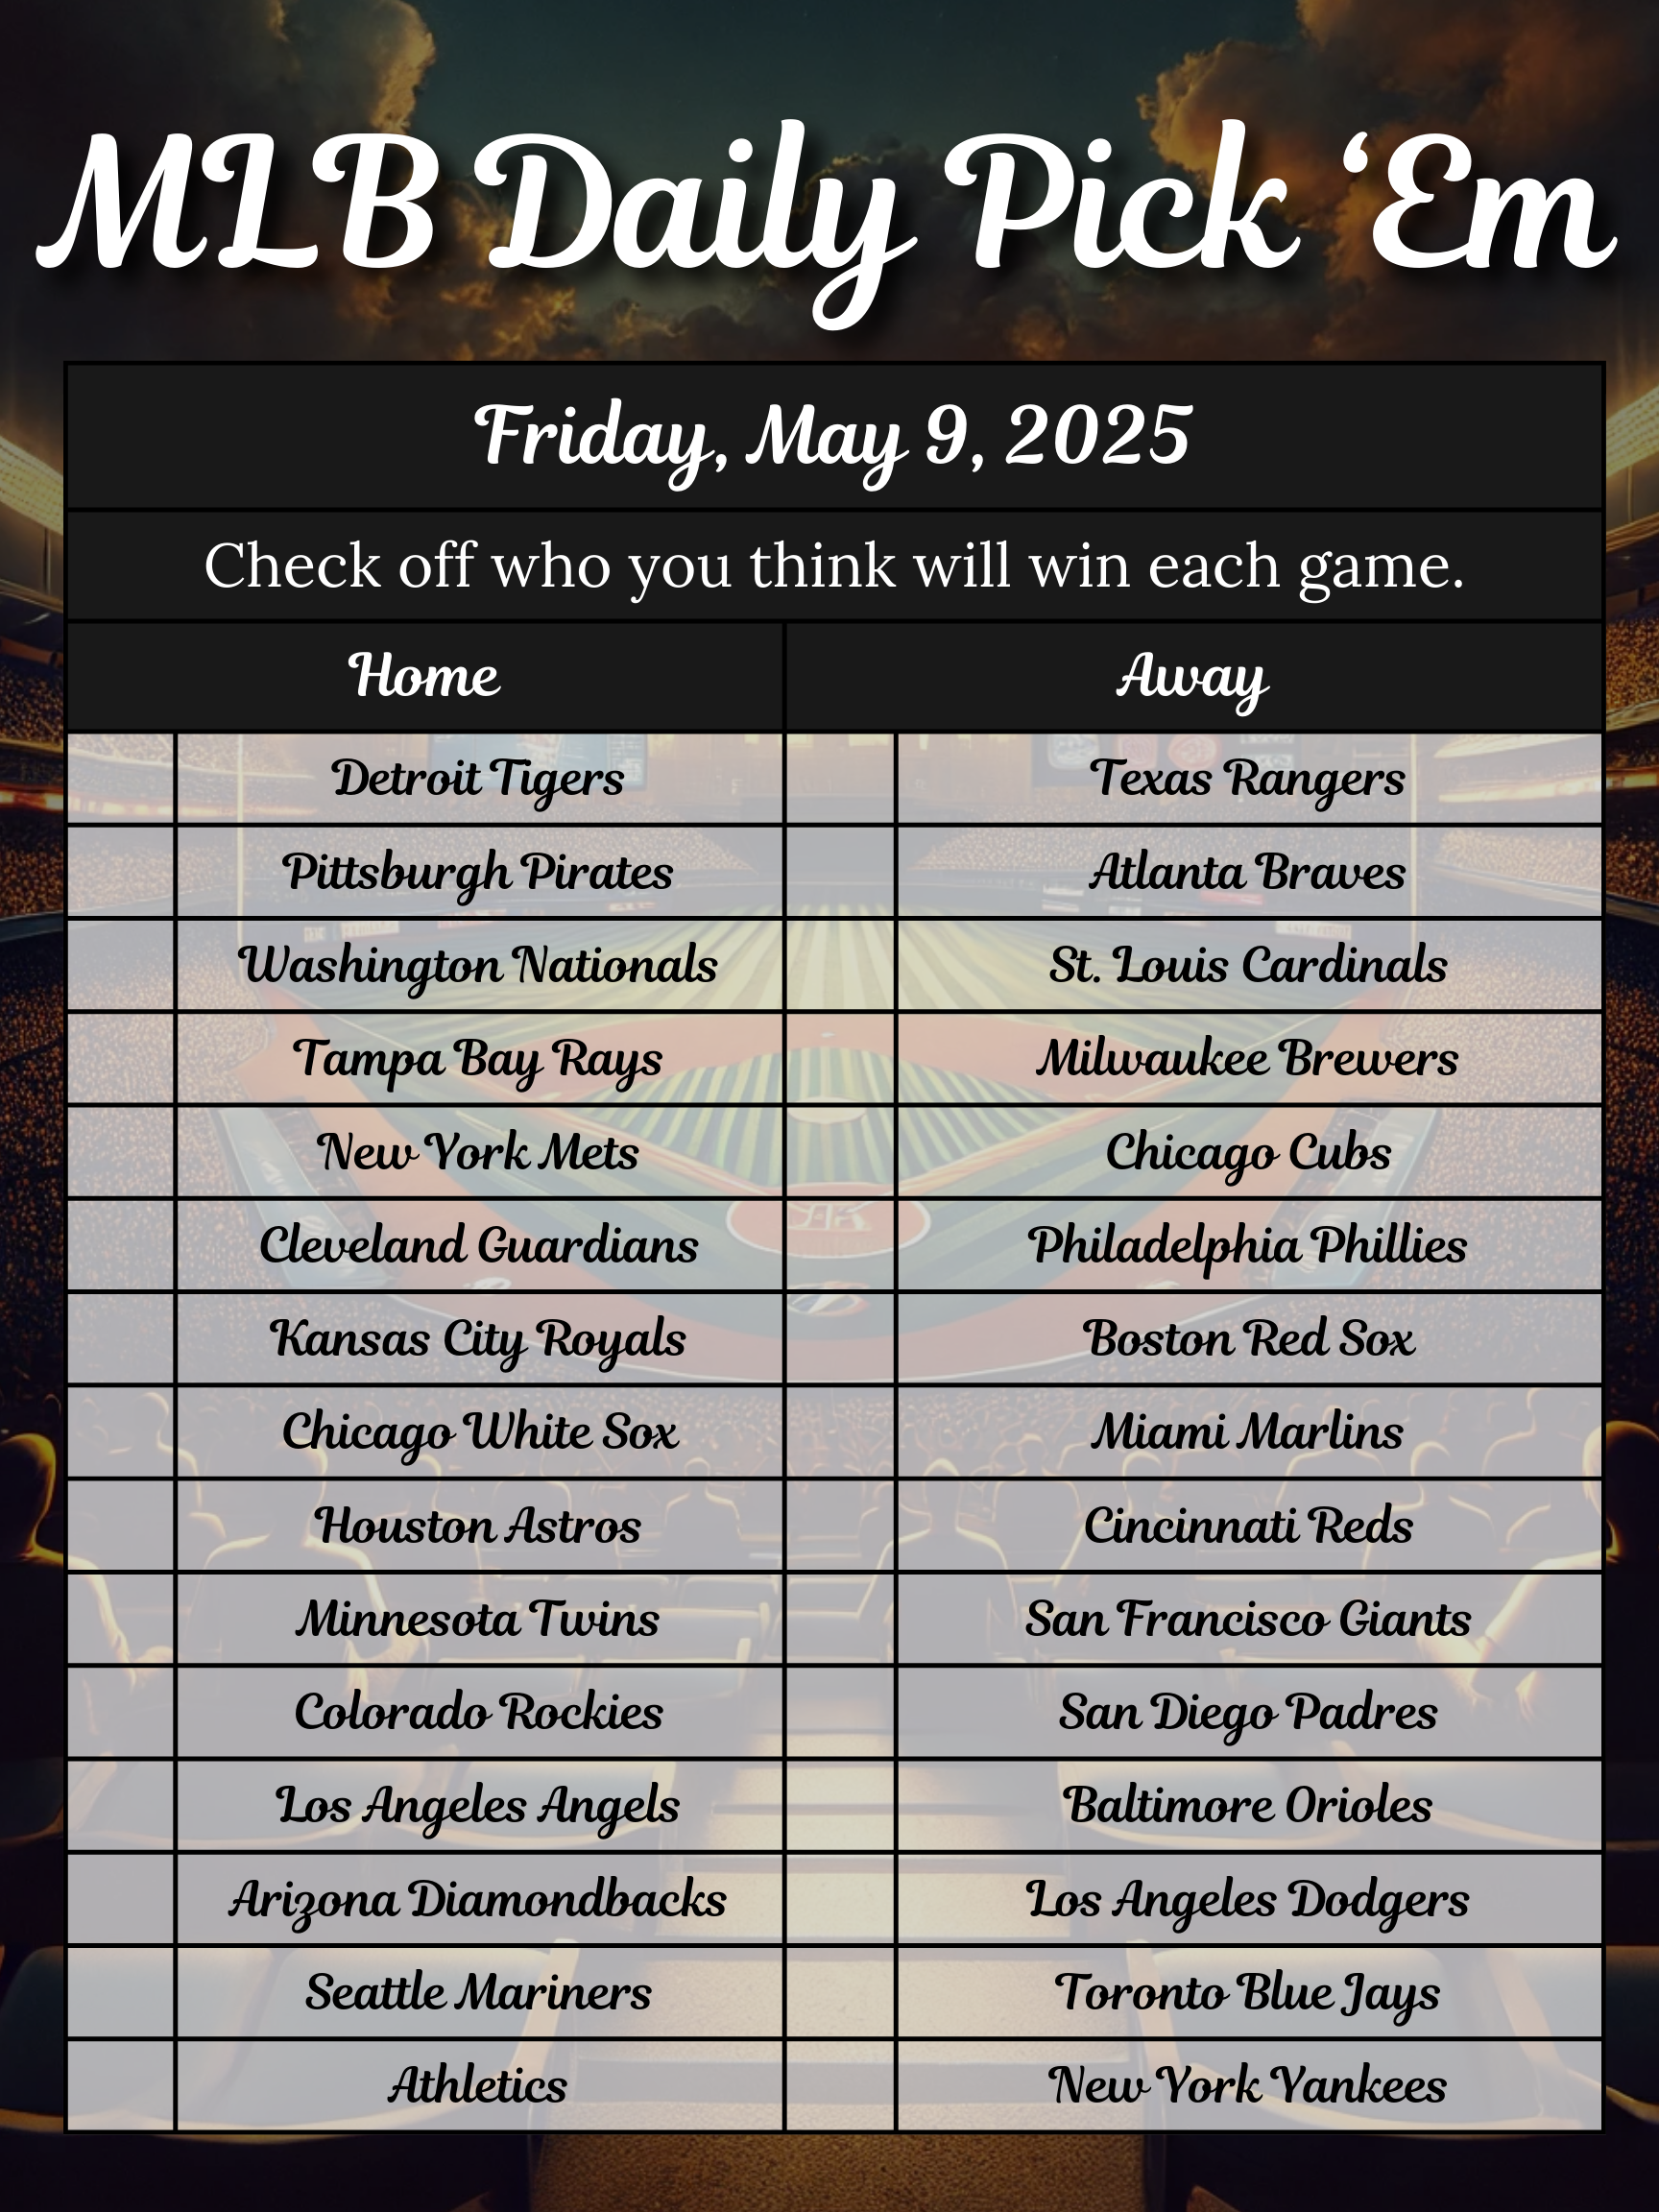 MLB Daily Pick ‘Em
Friday, May 9, 2025
Check off who you think will win each game.
Home Away
Detroit Tigers Texas Rangers
Pittsburgh Pirates Atlanta Braves
Washington Nationals St. Louis Cardinals
Tampa Bay Rays Milwaukee Brewers
New York Mets Chicago Cubs
Cleveland Guardians Philadelphia Phillies
Kansas City Royals Boston Red Sox
Chicago White Sox Miami Marlins
Houston Astros Cincinnati Reds
Minnesota Twins San Francisco Giants
Colorado Rockies San Diego Padres
Los Angeles Angels Baltimore Orioles
Arizona Diamondbacks Los Angeles Dodgers
Seattle Mariners Toronto Blue Jays
Athletics New York Yankees